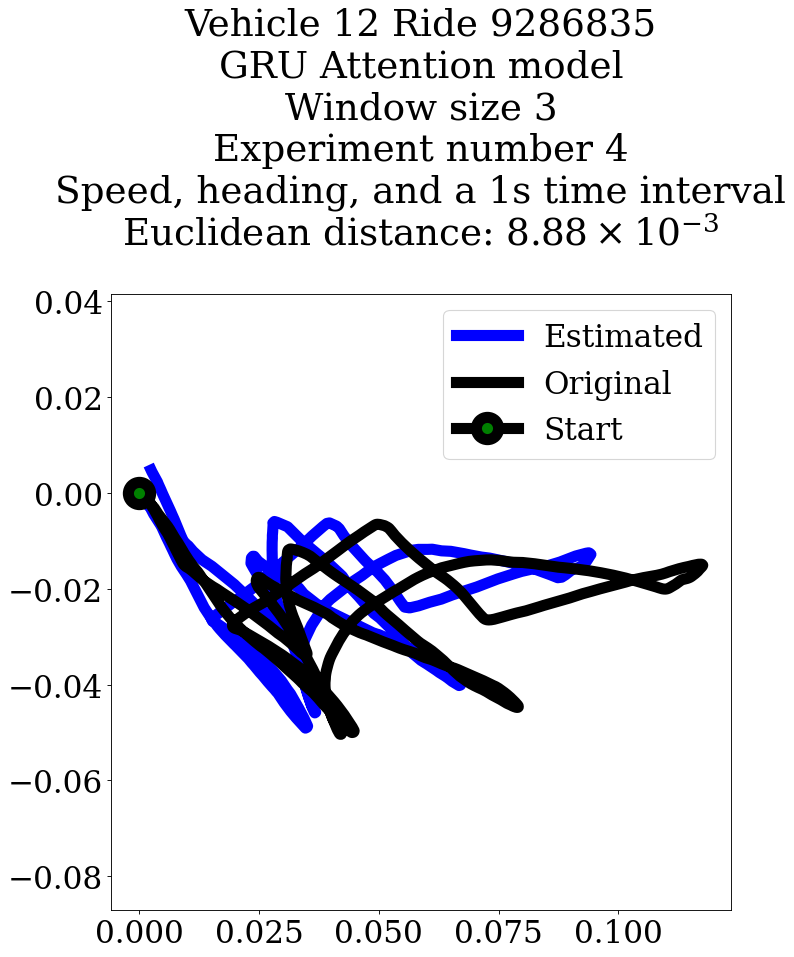 Vehicle 12 Ride 9286835
GRU Attention model
Window size 3
Experiment number 4
Speed, heading, and a 1s time interval
Euclidean distance: 8.88 × 10⁻³
Estimated
Original
Start
0.04
0.02
0.00
−0.02
−0.04
−0.06
−0.08
0.000 0.025 0.050 0.075 0.100